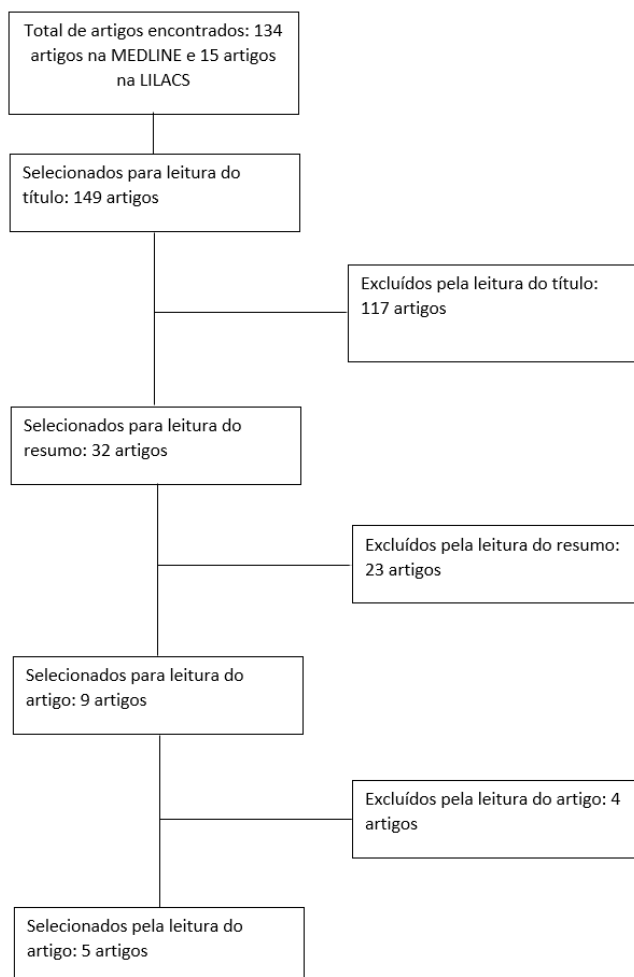 Total de artigos encontrados: 134
artigos na MEDLINE e 15 artigos
na LILACS
Selecionados para leitura do
título: 149 artigos
Excluídos pela leitura do título:
117 artigos
Selecionados para leitura do
resumo: 32 artigos
Excluídos pela leitura do resumo:
23 artigos
Selecionados para leitura do
artigo: 9 artigos
Excluídos pela leitura do artigo: 4
artigos
Selecionados pela leitura do
artigo: 5 artigos